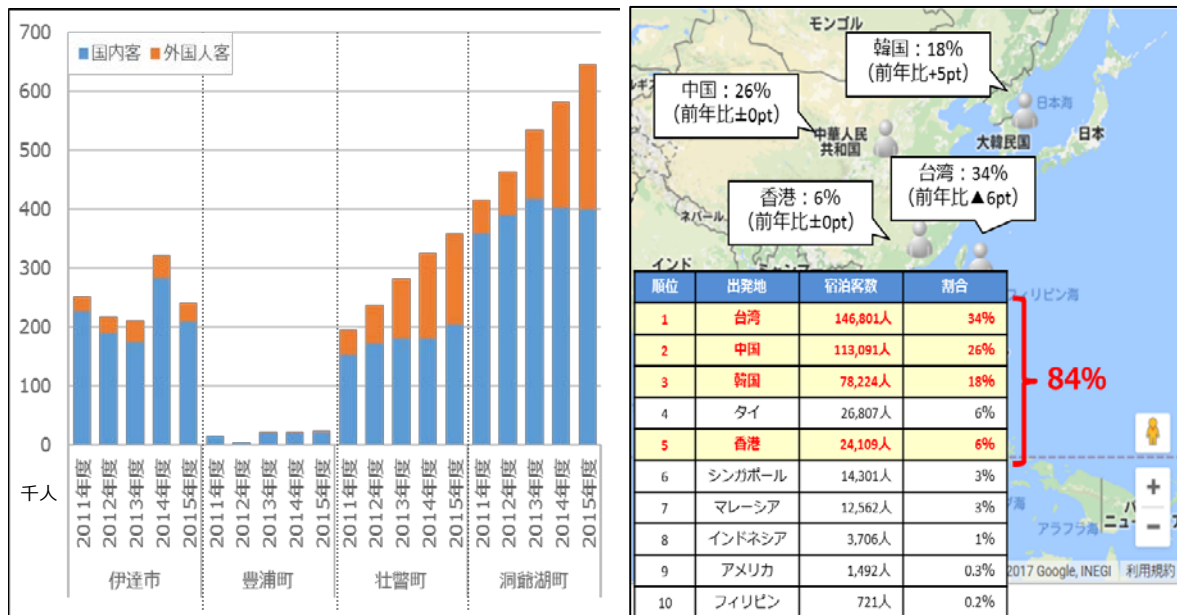 700
600
500
400
300
200
100
0
千人
国内客 外国人客
2011年度
2012年度
2013年度
2014年度
2015年度
2011年度
2012年度
2013年度
2014年度
2015年度
2011年度
2012年度
2013年度
2014年度
2015年度
2011年度
2012年度
2013年度
2014年度
2015年度
伊達市 豊浦町 壮瞥町 洞爺湖町
モンゴル
韓国：18%
(前年比+5pt)
中国：26%
(前年比±0pt)
日本海
中華人民
共和国
大韓民国
日本
台湾：34%
(前年比▲6pt)
香港：6%
(前年比±0pt)
ネパール
インド
ミャンマー
フィリピン海
順位 出発地 宿泊客数 割合
1 台湾 146,801人 34%
2 中国 113,091人 26%
3 韓国 78,224人 18%
4 タイ 26,807人 6%
5 香港 24,109人 6%
6 シンガポール 14,301人 3%
7 マレーシア 12,562人 3%
8 インドネシア 3,706人 1%
9 アメリカ 1,492人 0.3%
10 フィリピン 721人 0.2%
84%
アラフラ海
2017 Google, INEGI 利用規約